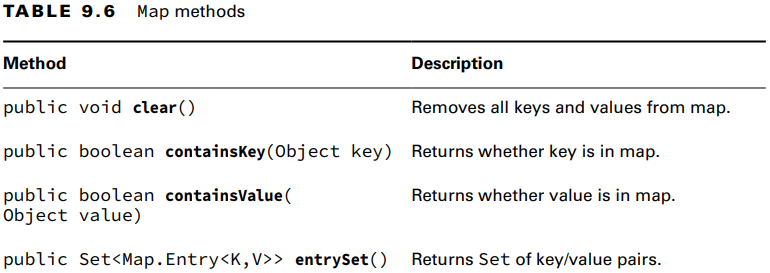 TABLE 9.6 Map methods
Method Description
public void clear() Removes all keys and values from map.
public boolean containsKey(Object key) Returns whether key is in map.
public boolean containsValue( Returns whether value is in map.
Object value)
public Set<Map.Entry<K,V>> entrySet() Returns Set of key/value pairs.